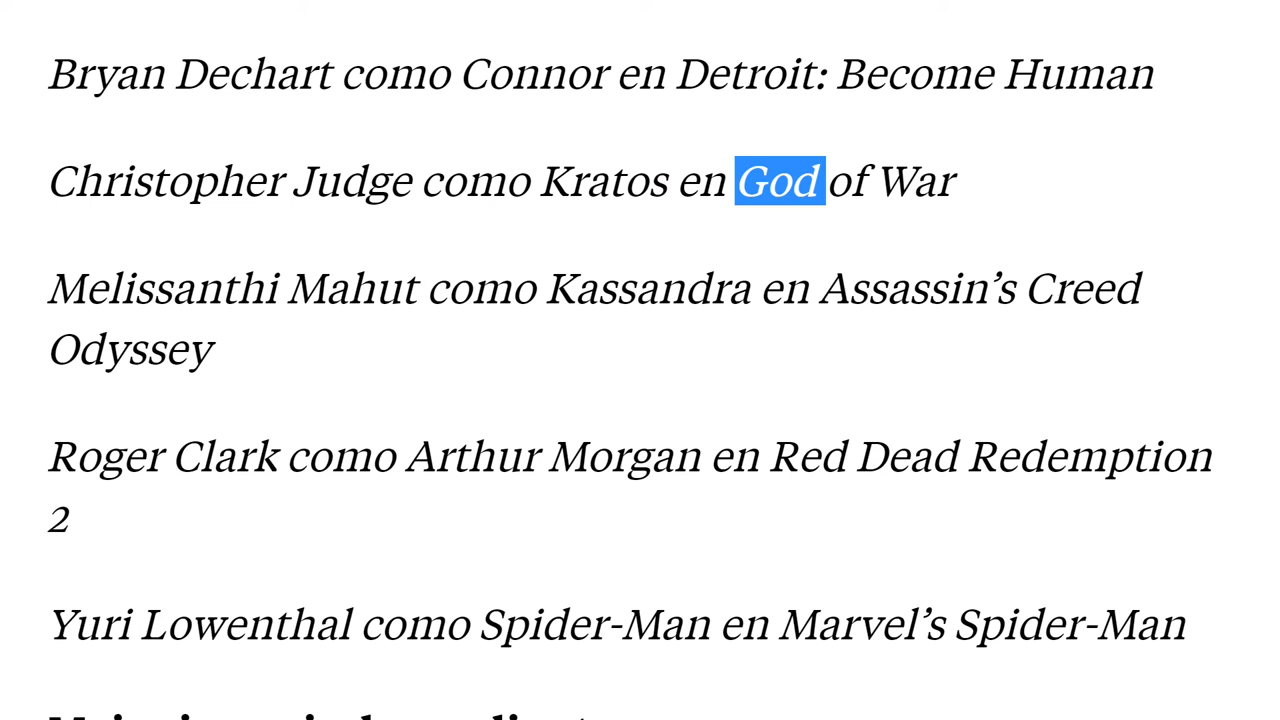 Bryan Dechart como Connor en Detroit: Become Human
Christopher Judge como Kratos en God of War
Melissanthi Mahut como Kassandra en Assassin’s Creed
Odyssey
Roger Clark como Arthur Morgan en Red Dead Redemption
2
Yuri Lowenthal como Spider-Man en Marvel’s Spider-Man